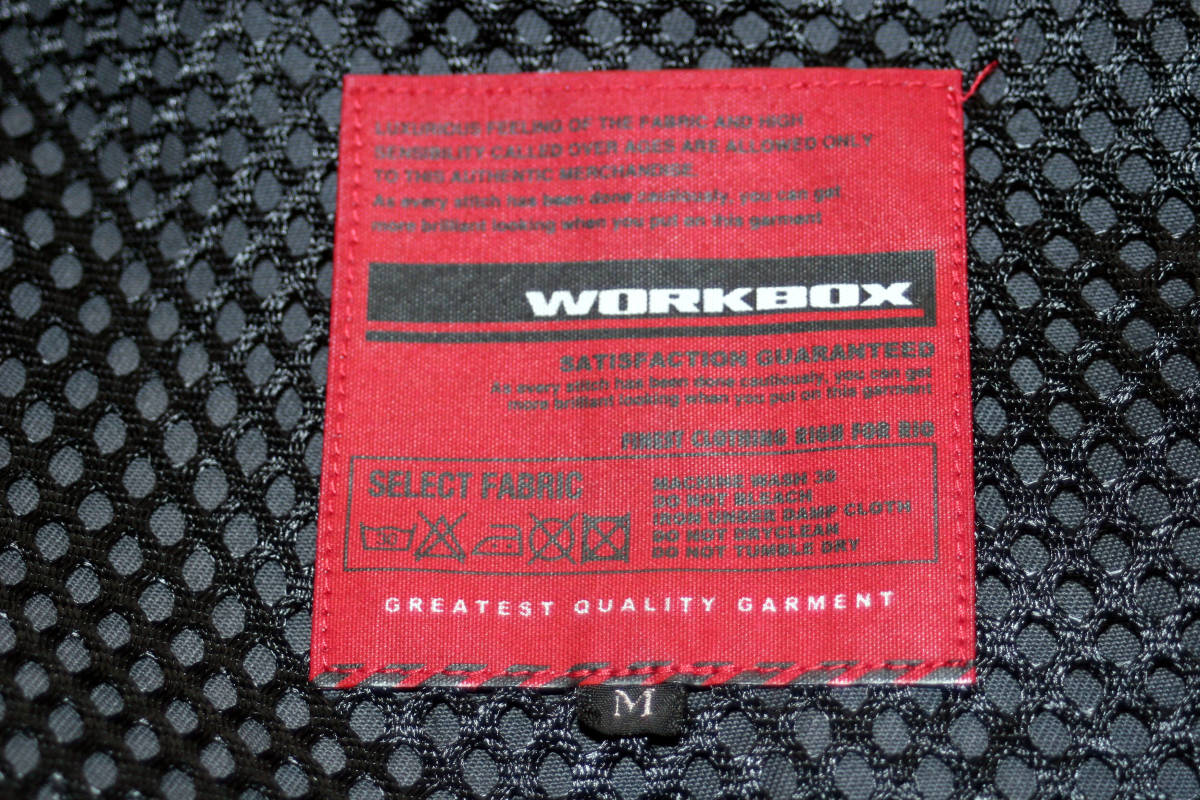 LUXURIOUS FEELING OF THE FABRIC AND HIGH
SENSIBILITY CALLED OVER AGES ARE ALLOWED ONLY
TO THIS AUTHENTIC MERCHANDISE.
As every stitch has been done cautiously, you can get
more brilliant looking when you put on this garment
WORKBOX
SATISFACTION GUARANTEED
As every stitch has been done cautiously, you can get
more brilliant looking when you put on this garment
FINEST CLOTHING RIGH FOR RIG
SELECT FABRIC
MACHINE WASH 30
DO NOT BLEACH
IRON UNDER DAMP CLOTH
DO NOT DRYCLEAN
DO NOT TUMBLE DRY
30
GREATEST QUALITY GARMENT
M